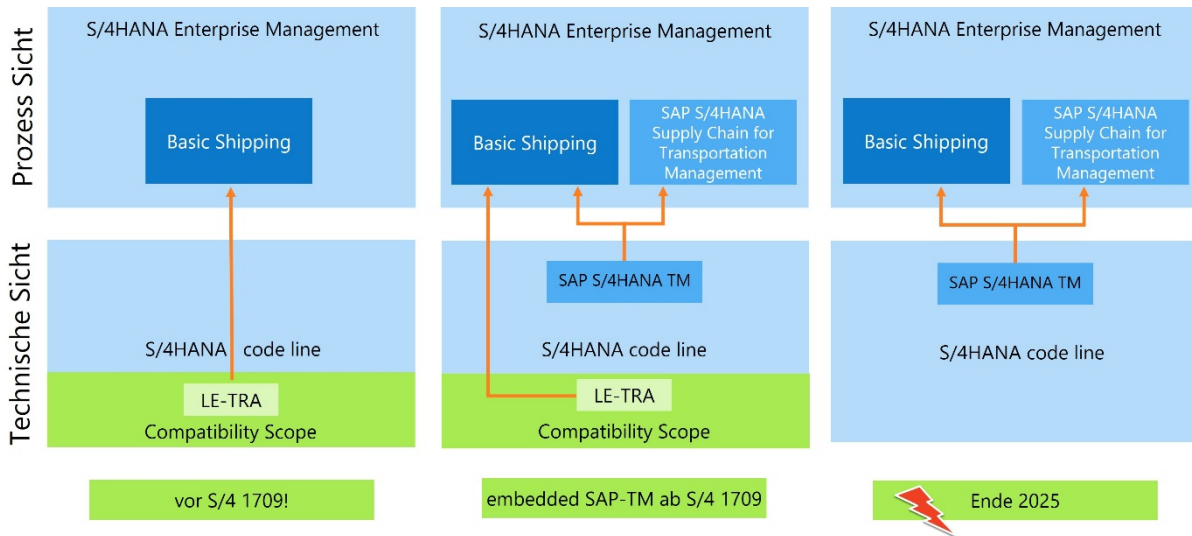 Prozess Sicht
Technische Sicht
S/4HANA Enterprise Management
Basic Shipping
S/4HANA code line
LE-TRA
Compatibility Scope
vor S/4 1709!
S/4HANA Enterprise Management
Basic Shipping
SAP S/4HANA
Supply Chain for
Transportation
Management
SAP S/4HANA TM
S/4HANA code line
LE-TRA
Compatibility Scope
embedded SAP-TM ab S/4 1709
S/4HANA Enterprise Management
Basic Shipping
SAP S/4HANA
Supply Chain for
Transportation
Management
SAP S/4HANA TM
S/4HANA code line
Ende 2025